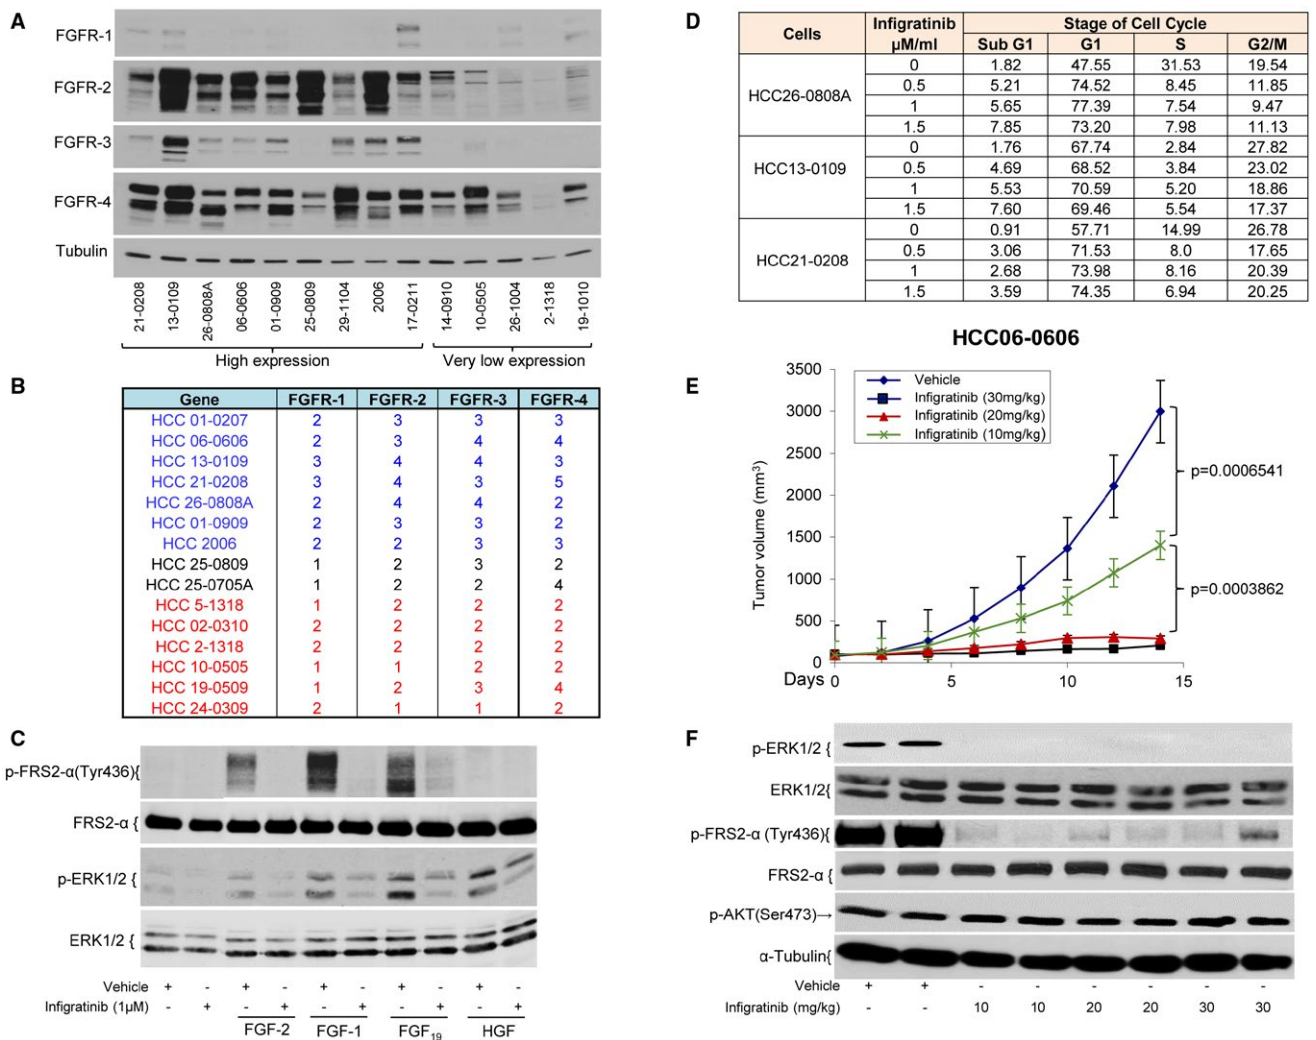 A
FGFR-1
FGFR-2
FGFR-3
FGFR-4
Tubulin
21-0208
13-0109
26-0808A
06-0606
01-0909
25-0809
29-1104
2006
17-0211
14-0910
10-0505
26-1004
2-1318
19-1010
High expression
Very low expression
B
Gene FGFR-1 FGFR-2 FGFR-3 FGFR-4
HCC 01-0207 2 3 3 3
HCC 06-0606 2 3 4 4
HCC 13-0109 3 4 4 3
HCC 21-0208 3 4 3 5
HCC 26-0808A 2 4 4 2
HCC 01-0909 2 3 3 2
HCC 2006 2 2 3 3
HCC 25-0809 1 2 3 2
HCC 25-0705A 1 2 2 4
HCC 5-1318 1 2 2 2
HCC 02-0310 2 2 2 2
HCC 2-1318 2 2 2 2
HCC 10-0505 1 1 2 2
HCC 19-0509 1 2 3 4
HCC 24-0309 2 1 1 2
C
p-FRS2-α(Tyr436){
FRS2-α {
p-ERK1/2 {
ERK1/2 {
Vehicle + - + - + - + - + -
Infigratinib (1µM) - + - + - + - + - +
FGF-2 FGF-1 FGF19 HGF
D
Cells Infigratinib µM/ml Stage of Cell Cycle
Sub G1 G1 S G2/M
HCC26-0808A
0 1.82 47.55 31.53 19.54
0.5 5.21 74.52 8.45 11.85
1 5.65 77.39 7.54 9.47
1.5 7.85 73.20 7.98 11.13
HCC13-0109
0 1.76 67.74 2.84 27.82
0.5 4.69 68.52 3.84 23.02
1 5.53 70.59 5.20 18.86
1.5 7.60 69.46 5.54 17.37
HCC21-0208
0 0.91 57.71 14.99 26.78
0.5 3.06 71.53 8.0 17.65
1 2.68 73.98 8.16 20.39
1.5 3.59 74.35 6.94 20.25
HCC06-0606
E
Vehicle
Infigratinib (30mg/kg)
Infigratinib (20mg/kg)
Infigratinib (10mg/kg)
Tumor volume (mm³)
3500
3000
2500
2000
1500
1000
500
0
Days 0 5 10 15
p=0.0006541
p=0.0003862
F
p-ERK1/2 {
ERK1/2{
p-FRS2-α (Tyr436){
FRS2-α {
p-AKT(Ser473)→
α-Tubulin{
Vehicle + + - - - - - -
Infigratinib (mg/kg) - - 10 10 20 20 30 30